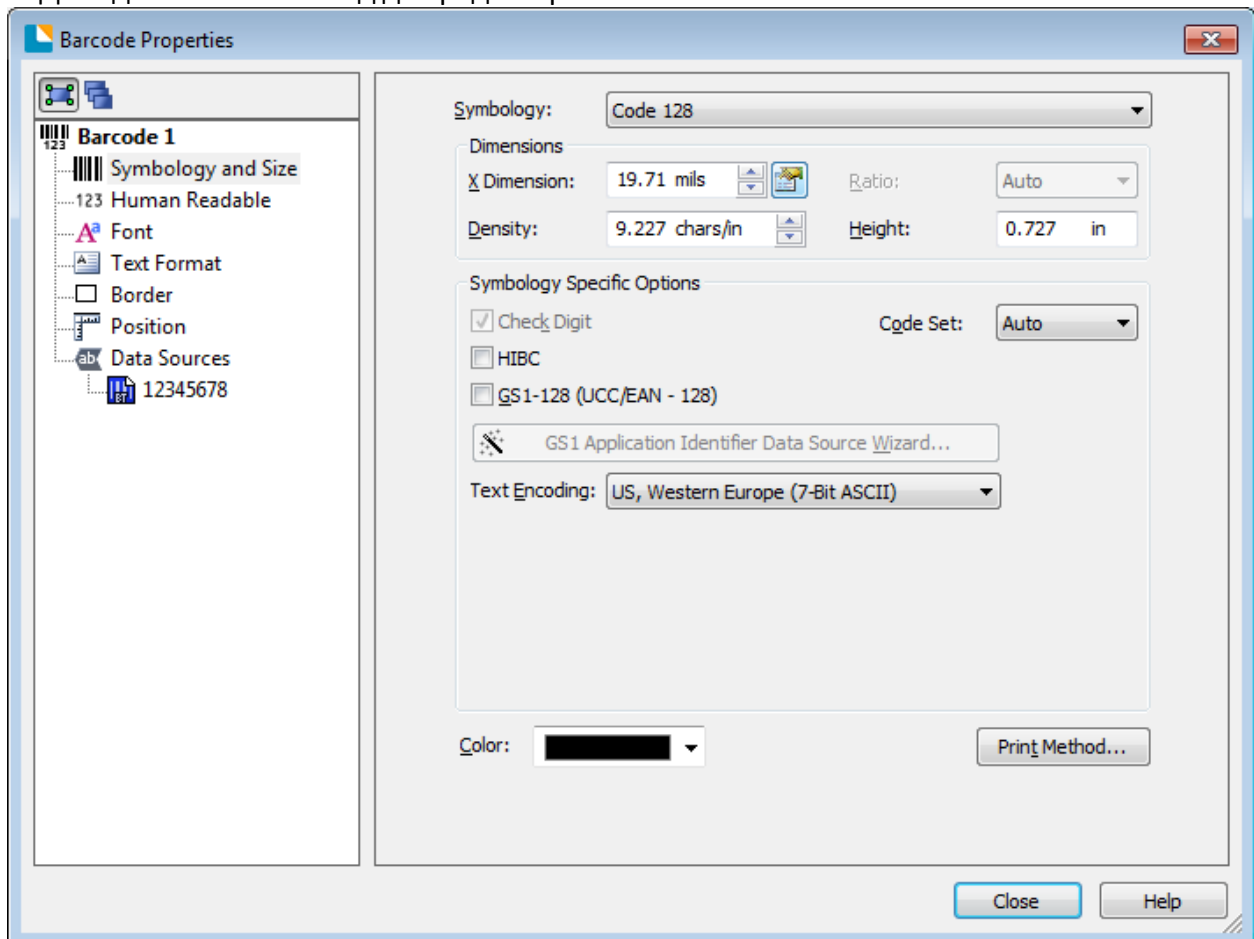 Barcode Properties
Barcode 1
Symbology and Size
123 Human Readable
Font
Text Format
Border
Position
Data Sources
12345678
Symbology: Code 128
Dimensions
X Dimension: 19.71 mils Ratio: Auto
Density: 9.227 chars/in Height: 0.727 in
Symbology Specific Options
Check Digit Code Set: Auto
HIBC
GS1-128 (UCC/EAN - 128)
GS1 Application Identifier Data Source Wizard...
Text Encoding: US, Western Europe (7-Bit ASCII)
Color: Print Method...
Close Help